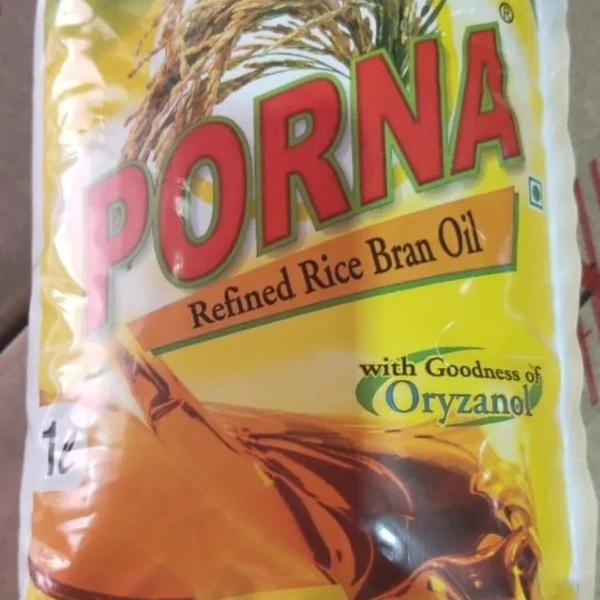 PORNA®
Refined Rice Bran Oil
with Goodness of
Oryzanol
1ℓ